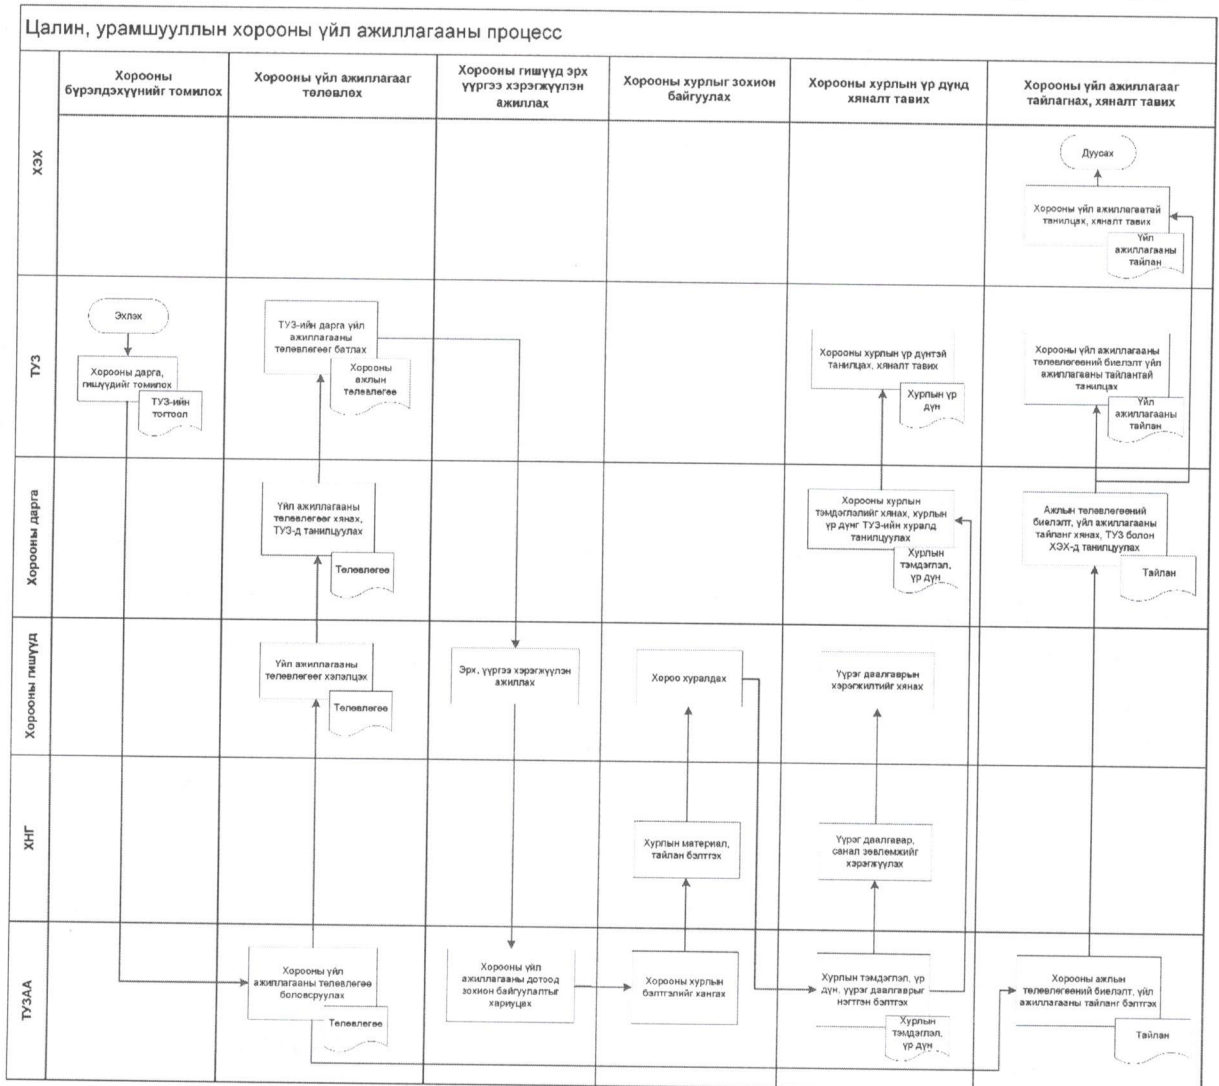 Цалин, урамшууллын хорооны үйл ажиллагааны процесс
Хорооны
бүрэлдэхүүнийг томилох
Хорооны үйл ажиллагааг
төлөвлөх
Хорооны гишүүд эрх
үүргээ хэрэгжүүлэн
ажиллах
Хорооны хурлыг зохион
байгуулах
Хорооны хурлын үр дүнд
хяналт тавих
Хорооны үйл ажиллагааг
тайлагнах, хяналт тавих
ХЭХ
Дуусах
Хорооны үйл ажиллагаатай
танилцах, хяналт тавих
Үйл
ажиллагааны
тайлан
ТУЗ
Эхлэх
Хорооны дарга,
гишүүдийг томилох
ТУЗ-ийн
тогтоол
ТУЗ-ийн дарга үйл
ажиллагааны
төлөвлөгөөг батлах
Хорооны
ажлын
төлөвлөгөө
Хорооны хурлын үр дүнтэй
танилцах, хяналт тавих
Хурлын үр
дүн
Хорооны үйл ажиллагааны
төлөвлөгөөний биелэлт үйл
ажиллагааны тайлантай
танилцах
Үйл
ажиллагааны
тайлан
Хорооны дарга
Үйл ажиллагааны
төлөвлөгөөг хянах,
ТУЗ-д танилцуулах
Төлөвлөгөө
Хорооны хурлын
тэмдэглэлийг хянах, хурлын
үр дүнг ТУЗ-ийн хуралд
танилцуулах
Хурлын
тэмдэглэл,
үр дүн
Ажлын төлөвлөгөөний
биелэлт, үйл ажиллагааны
тайланг хянах, ТУЗ болон
ХЭХ-д танилцуулах
Тайлан
Хорооны гишүүд
Үйл ажиллагааны
төлөвлөгөөг хэлэлцэх
Төлөвлөгөө
Эрх, үүргээ хэрэгжүүлэн
ажиллах
Хороо хуралдах
Үүрэг даалгаврын
хэрэгжилтийг хянах
ХНГ
Хурлын материал,
тайлан бэлтгэх
Үүрэг даалгавар,
санал зөвлөмжийг
хэрэгжүүлэх
ТУЗАА
Хорооны үйл
ажиллагааны төлөвлөгөө
боловсруулах
Төлөвлөгөө
Хорооны үйл
ажиллагааны дотоод
зохион байгуулалтыг
хариуцах
Хорооны хурлын
бэлтгэлийг хангах
Хурлын тэмдэглэл, үр
дүн, үүрэг даалгаврыг
нэгтгэн бэлтгэх
Хурлын
тэмдэглэл,
үр дүн
Хорооны ажлын
төлөвлөгөөний биелэлт, үйл
ажиллагааны тайланг бэлтгэх
Тайлан